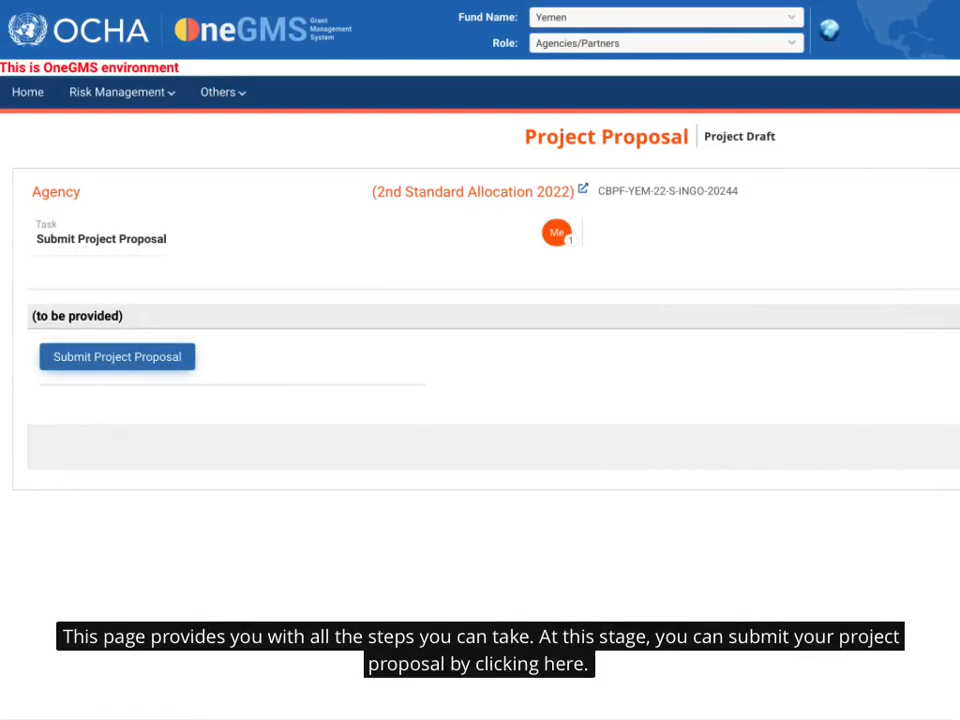 OCHA
OneGMS Grant Management System
Fund Name: Yemen
Role: Agencies/Partners
This is OneGMS environment
Home Risk Management Others
Project Proposal Project Draft
Agency (2nd Standard Allocation 2022) CBPF-YEM-22-S-INGO-20244
Task
Submit Project Proposal
Me 1
(to be provided)
Submit Project Proposal
This page provides you with all the steps you can take. At this stage, you can submit your project
proposal by clicking here.